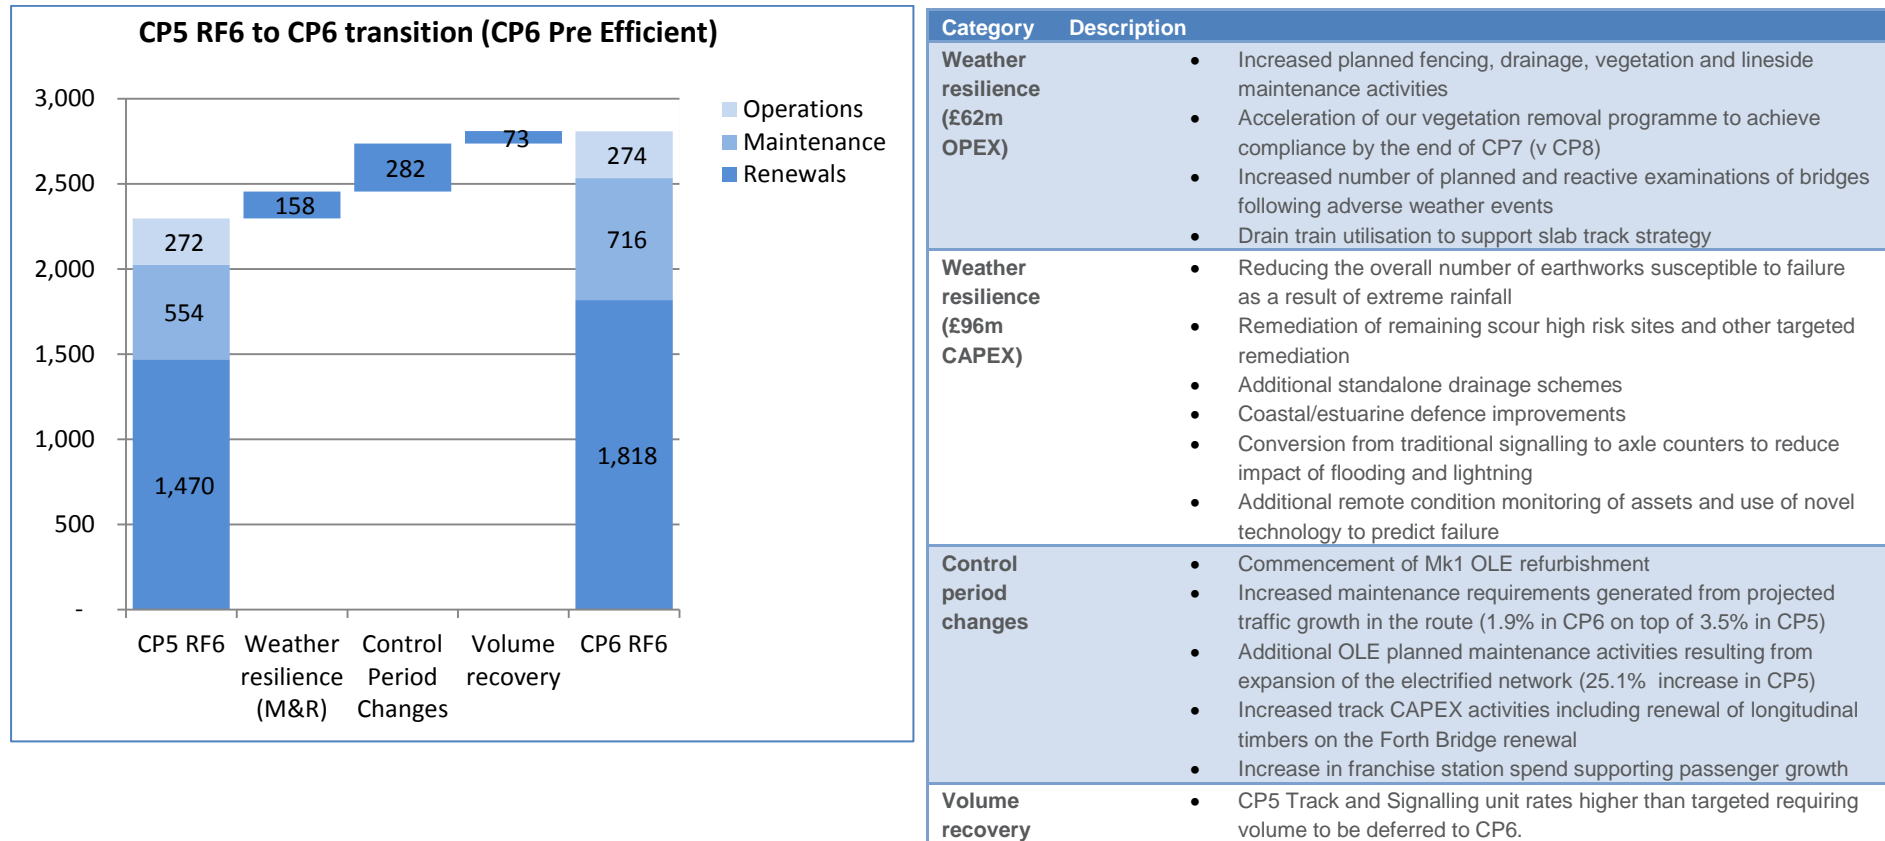 CP5 RF6 to CP6 transition (CP6 Pre Efficient)
3,000
2,500
2,000
1,500
1,000
500
-
272
554
1,470
158
282
73
274
716
1,818
Operations
Maintenance
Renewals
CP5 RF6
Weather
resilience
(M&R)
Control
Period
Changes
Volume
recovery
CP6 RF6
Category Description
Weather
resilience
(£62m
OPEX)
• Increased planned fencing, drainage, vegetation and lineside
maintenance activities
• Acceleration of our vegetation removal programme to achieve
compliance by the end of CP7 (v CP8)
• Increased number of planned and reactive examinations of bridges
following adverse weather events
• Drain train utilisation to support slab track strategy
Weather
resilience
(£96m
CAPEX)
• Reducing the overall number of earthworks susceptible to failure
as a result of extreme rainfall
• Remediation of remaining scour high risk sites and other targeted
remediation
• Additional standalone drainage schemes
• Coastal/estuarine defence improvements
• Conversion from traditional signalling to axle counters to reduce
impact of flooding and lightning
• Additional remote condition monitoring of assets and use of novel
technology to predict failure
Control
period
changes
• Commencement of Mk1 OLE refurbishment
• Increased maintenance requirements generated from projected
traffic growth in the route (1.9% in CP6 on top of 3.5% in CP5)
• Additional OLE planned maintenance activities resulting from
expansion of the electrified network (25.1% increase in CP5)
• Increased track CAPEX activities including renewal of longitudinal
timbers on the Forth Bridge renewal
• Increase in franchise station spend supporting passenger growth
Volume
recovery
• CP5 Track and Signalling unit rates higher than targeted requiring
volume to be deferred to CP6.